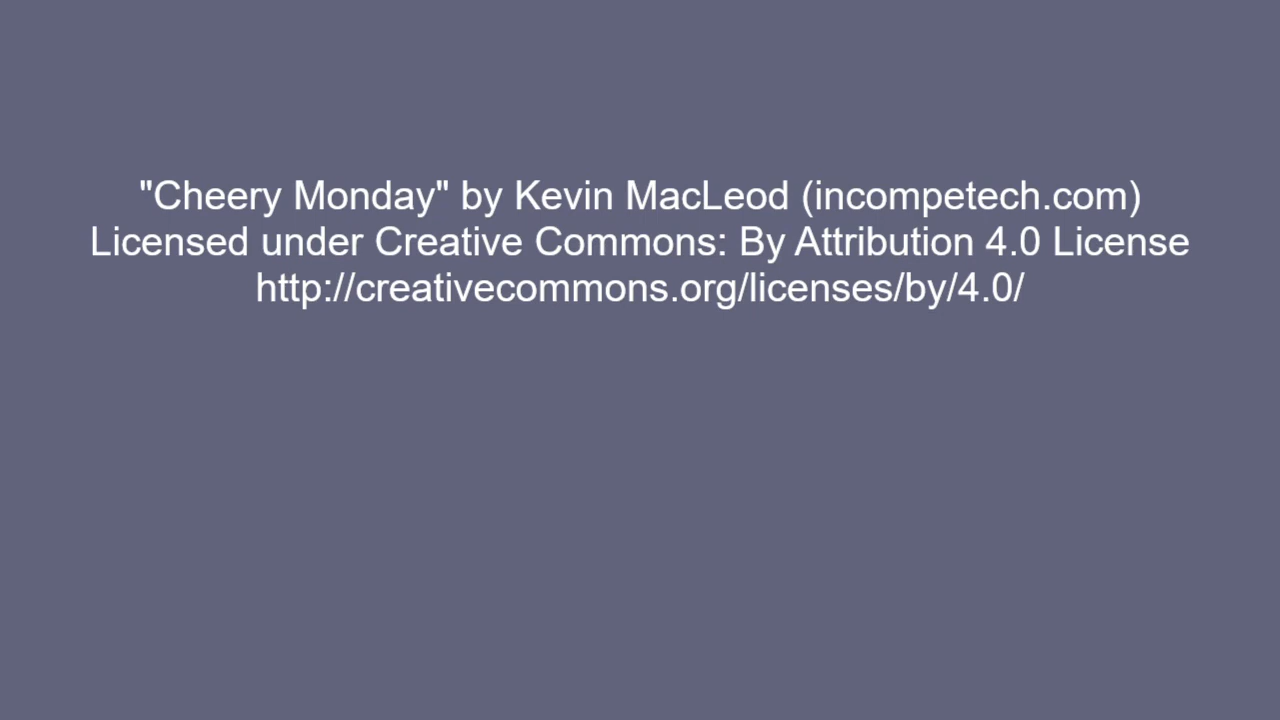 "Cheery Monday" by Kevin MacLeod (incompetech.com)
Licensed under Creative Commons: By Attribution 4.0 License
http://creativecommons.org/licenses/by/4.0/